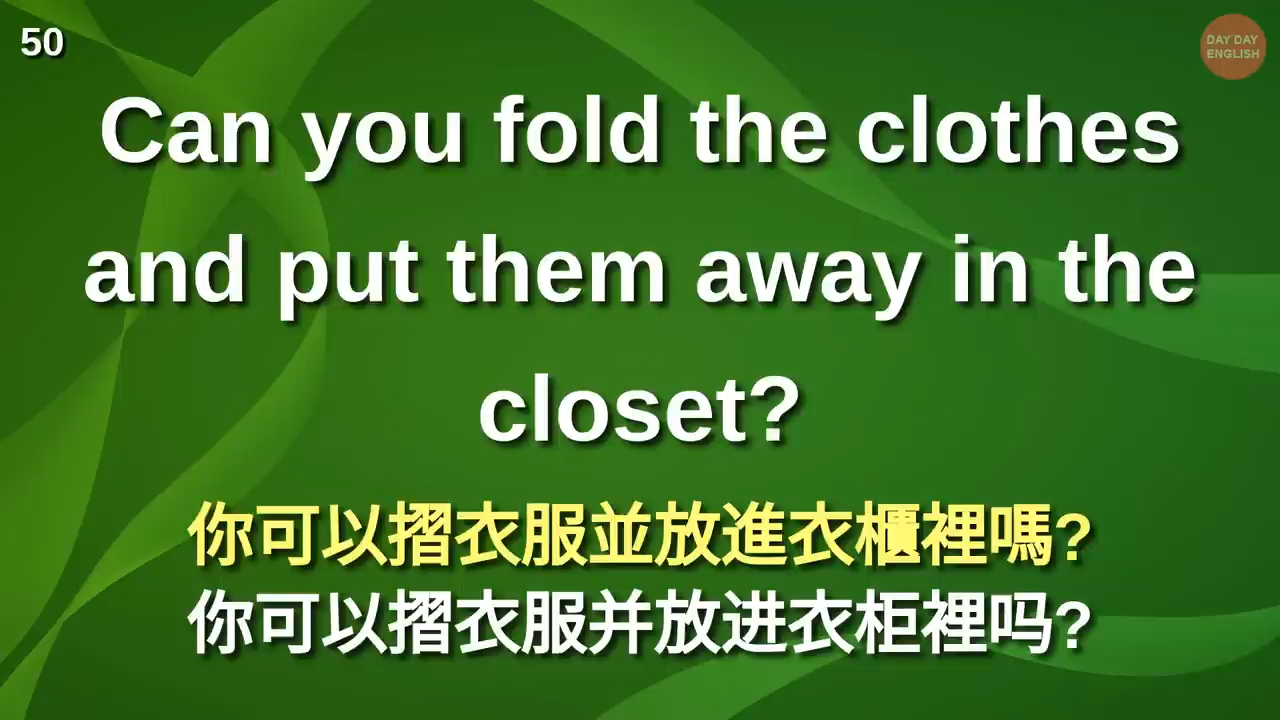 50
DAY DAY
ENGLISH
Can you fold the clothes
and put them away in the
closet?
你可以摺衣服並放進衣櫃裡嗎?
你可以摺衣服并放进衣柜裡吗?